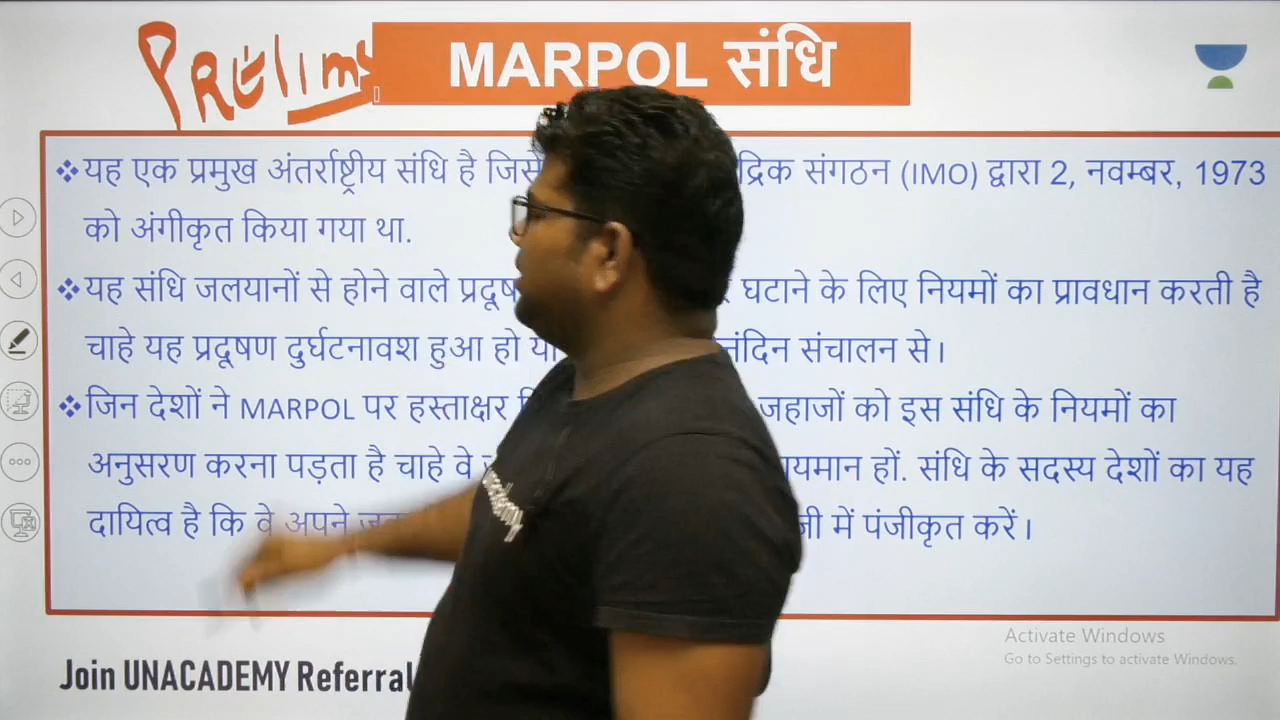 PRELIMS
MARPOL संधि
❖यह एक प्रमुख अंतर्राष्ट्रीय संधि है जिसे संगठन (IMO) द्वारा 2, नवम्बर, 1973
को अंगीकृत किया गया था.
❖यह संधि जलयानों से होने वाले घटाने के लिए नियमों का प्रावधान करती है
चाहे यह प्रदूषण दुर्घटनावश हुआ हो संचालन से।
❖जिन देशों ने MARPOL पर हस्ताक्षर जहाजों को इस संधि के नियमों का
अनुसरण करना पड़ता है चाहे वे हों. संधि के सदस्य देशों का यह
दायित्व है कि वे अपने में पंजीकृत करें।
unacademy
Activate Windows
Go to Settings to activate Windows.
Join UNACADEMY Referral